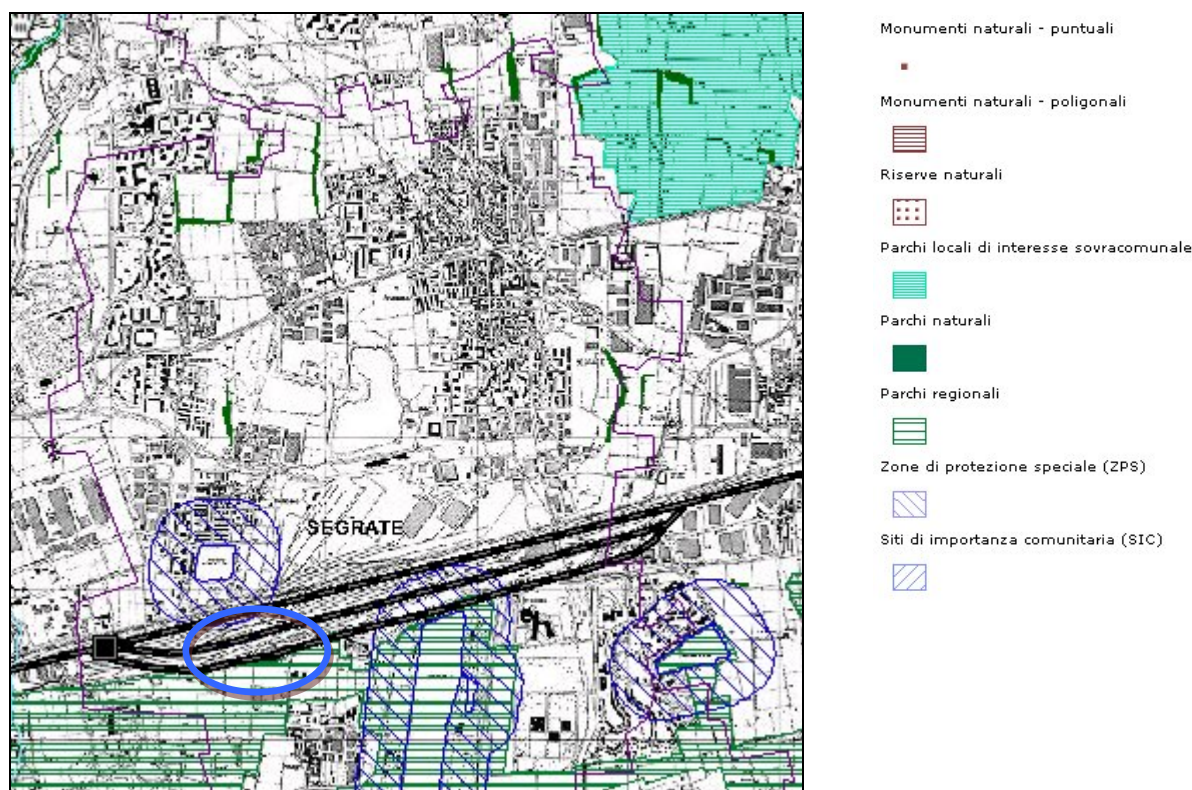 SEGRATE
Monumenti naturali - puntuali
Monumenti naturali - poligonali
Riserve naturali
Parchi locali di interesse sovracomunale
Parchi naturali
Parchi regionali
Zone di protezione speciale (ZPS)
Siti di importanza comunitaria (SIC)